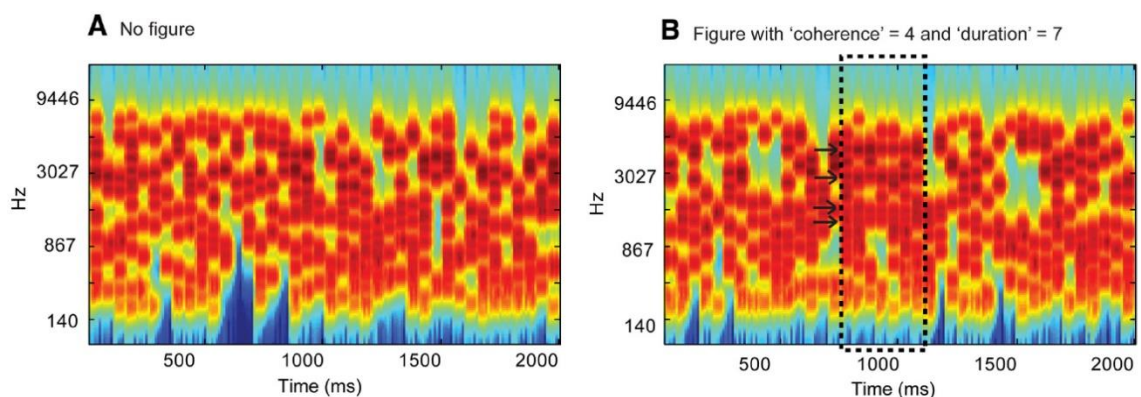 A No figure
9446
3027
867
140
Hz
500 1000 1500 2000
Time (ms)
B Figure with ‘coherence’ = 4 and ‘duration’ = 7
9446
3027
867
140
Hz
500 1000 1500 2000
Time (ms)